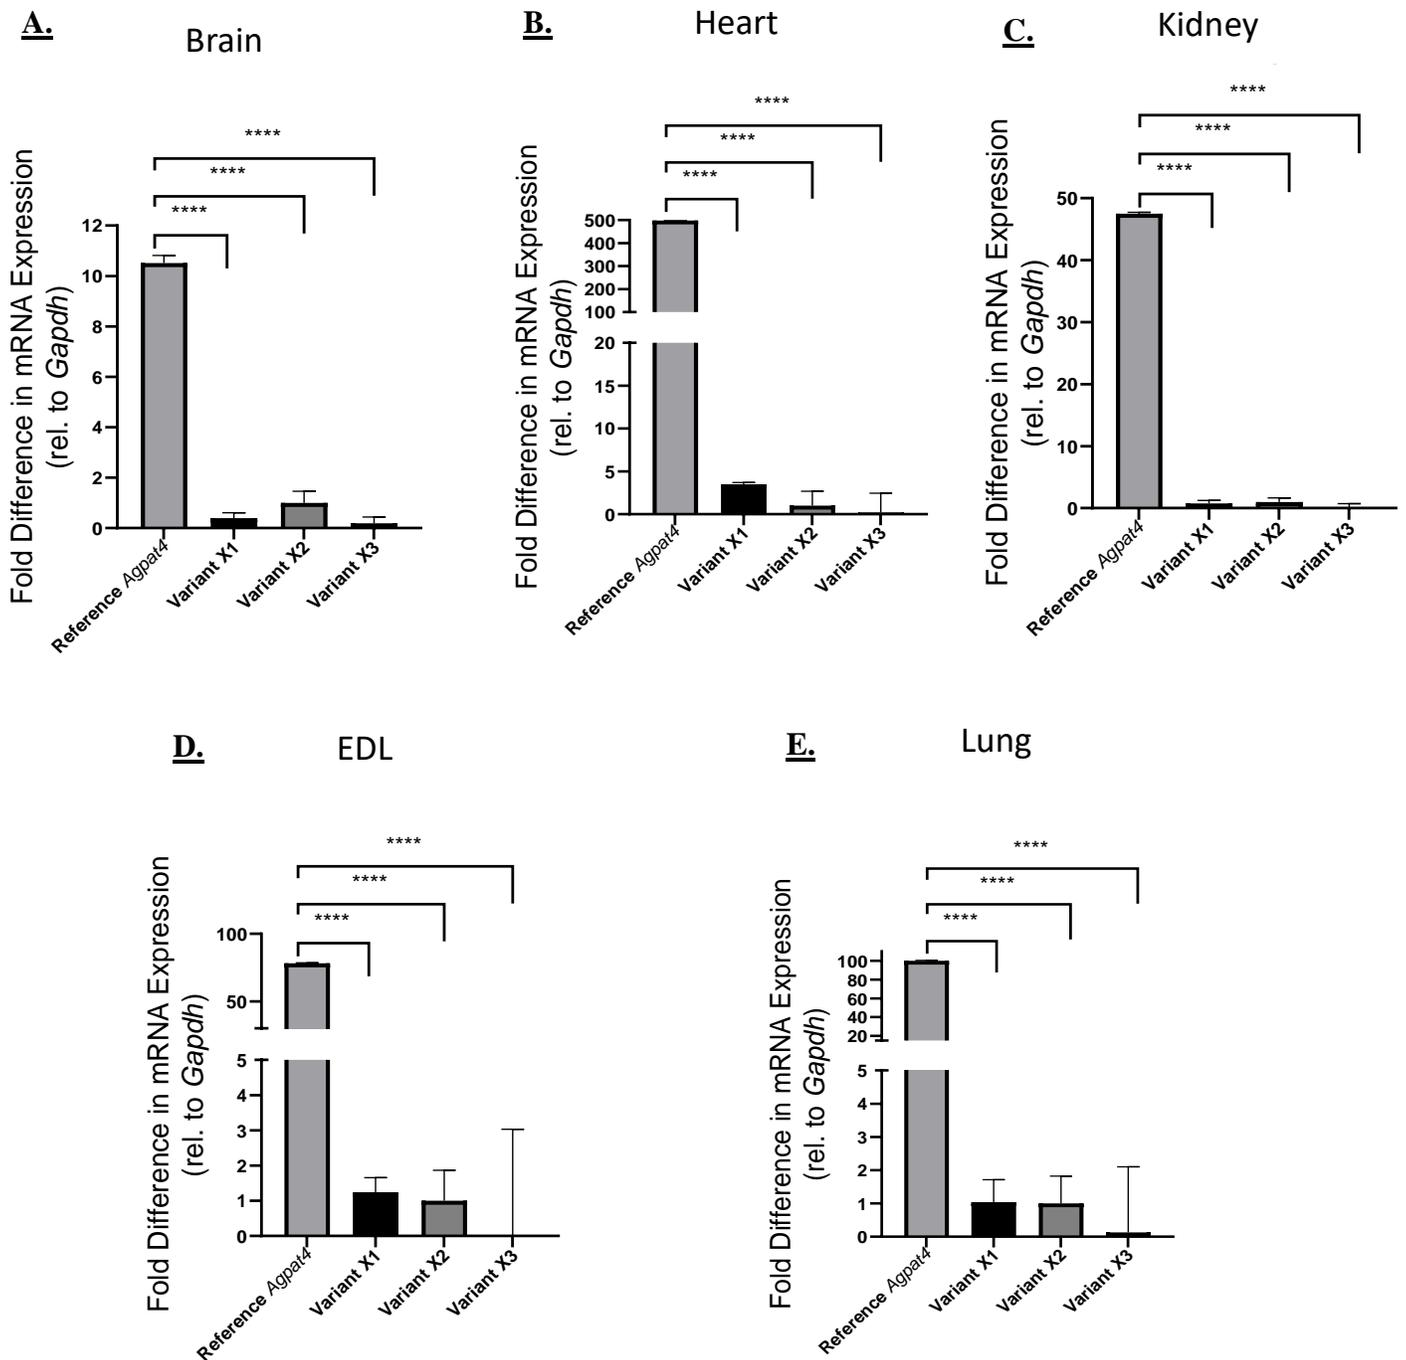 A.
Brain
Fold Difference in mRNA Expression
(rel. to Gapdh)
****
****
****
12
10
8
6
4
2
0
Reference Agpat4
Variant X1
Variant X2
Variant X3
B.
Heart
Fold Difference in mRNA Expression
(rel. to Gapdh)
****
****
****
500
400
300
200
100
20
15
10
5
0
Reference Agpat4
Variant X1
Variant X2
Variant X3
C.
Kidney
Fold Difference in mRNA Expression
(rel. to Gapdh)
****
****
****
50
40
30
20
10
0
Reference Agpat4
Variant X1
Variant X2
Variant X3
D.
EDL
Fold Difference in mRNA Expression
(rel. to Gapdh)
****
****
****
100
50
5
4
3
2
1
0
Reference Agpat4
Variant X1
Variant X2
Variant X3
E.
Lung
Fold Difference in mRNA Expression
(rel. to Gapdh)
****
****
****
100
80
60
40
20
5
4
3
2
1
0
Reference Agpat4
Variant X1
Variant X2
Variant X3